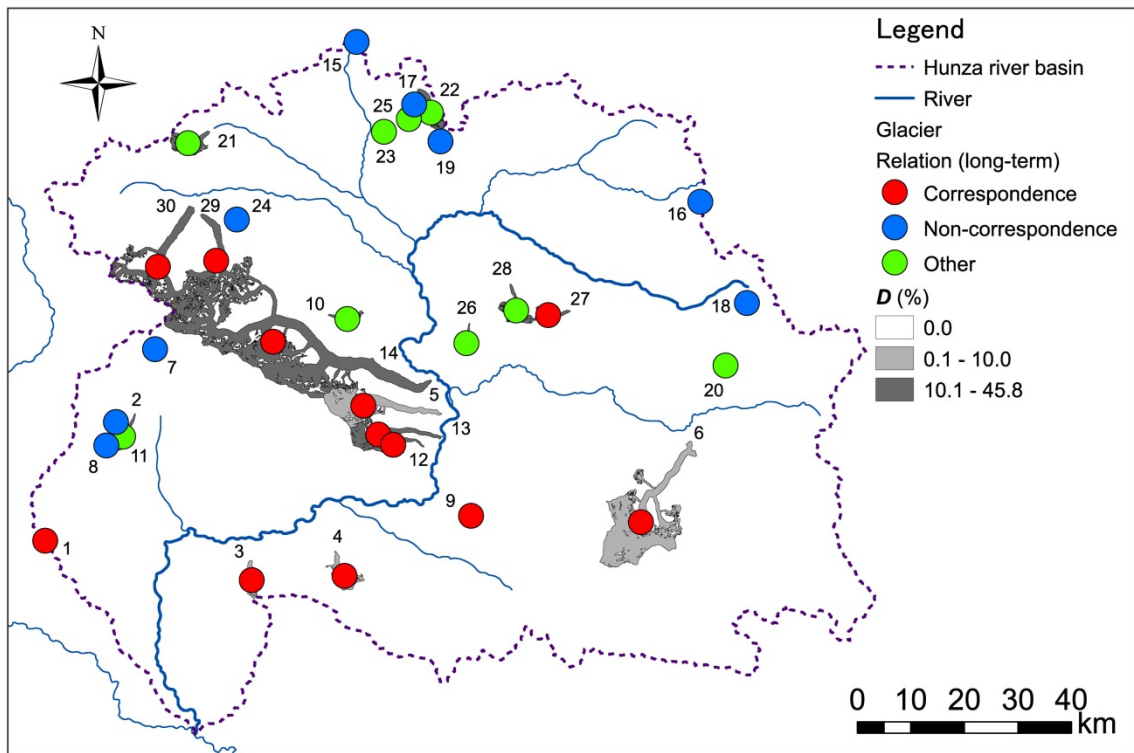 N
Legend
Hunza river basin
River
Glacier
Relation (long-term)
Correspondence
Non-correspondence
Other
D (%)
0.0
0.1 - 10.0
10.1 - 45.8
15
17
22
25
23
19
21
16
30
29
24
28
27
18
10
26
14
7
20
5
2
13
6
8
11
12
9
1
3
4
0 10 20 30 40
km